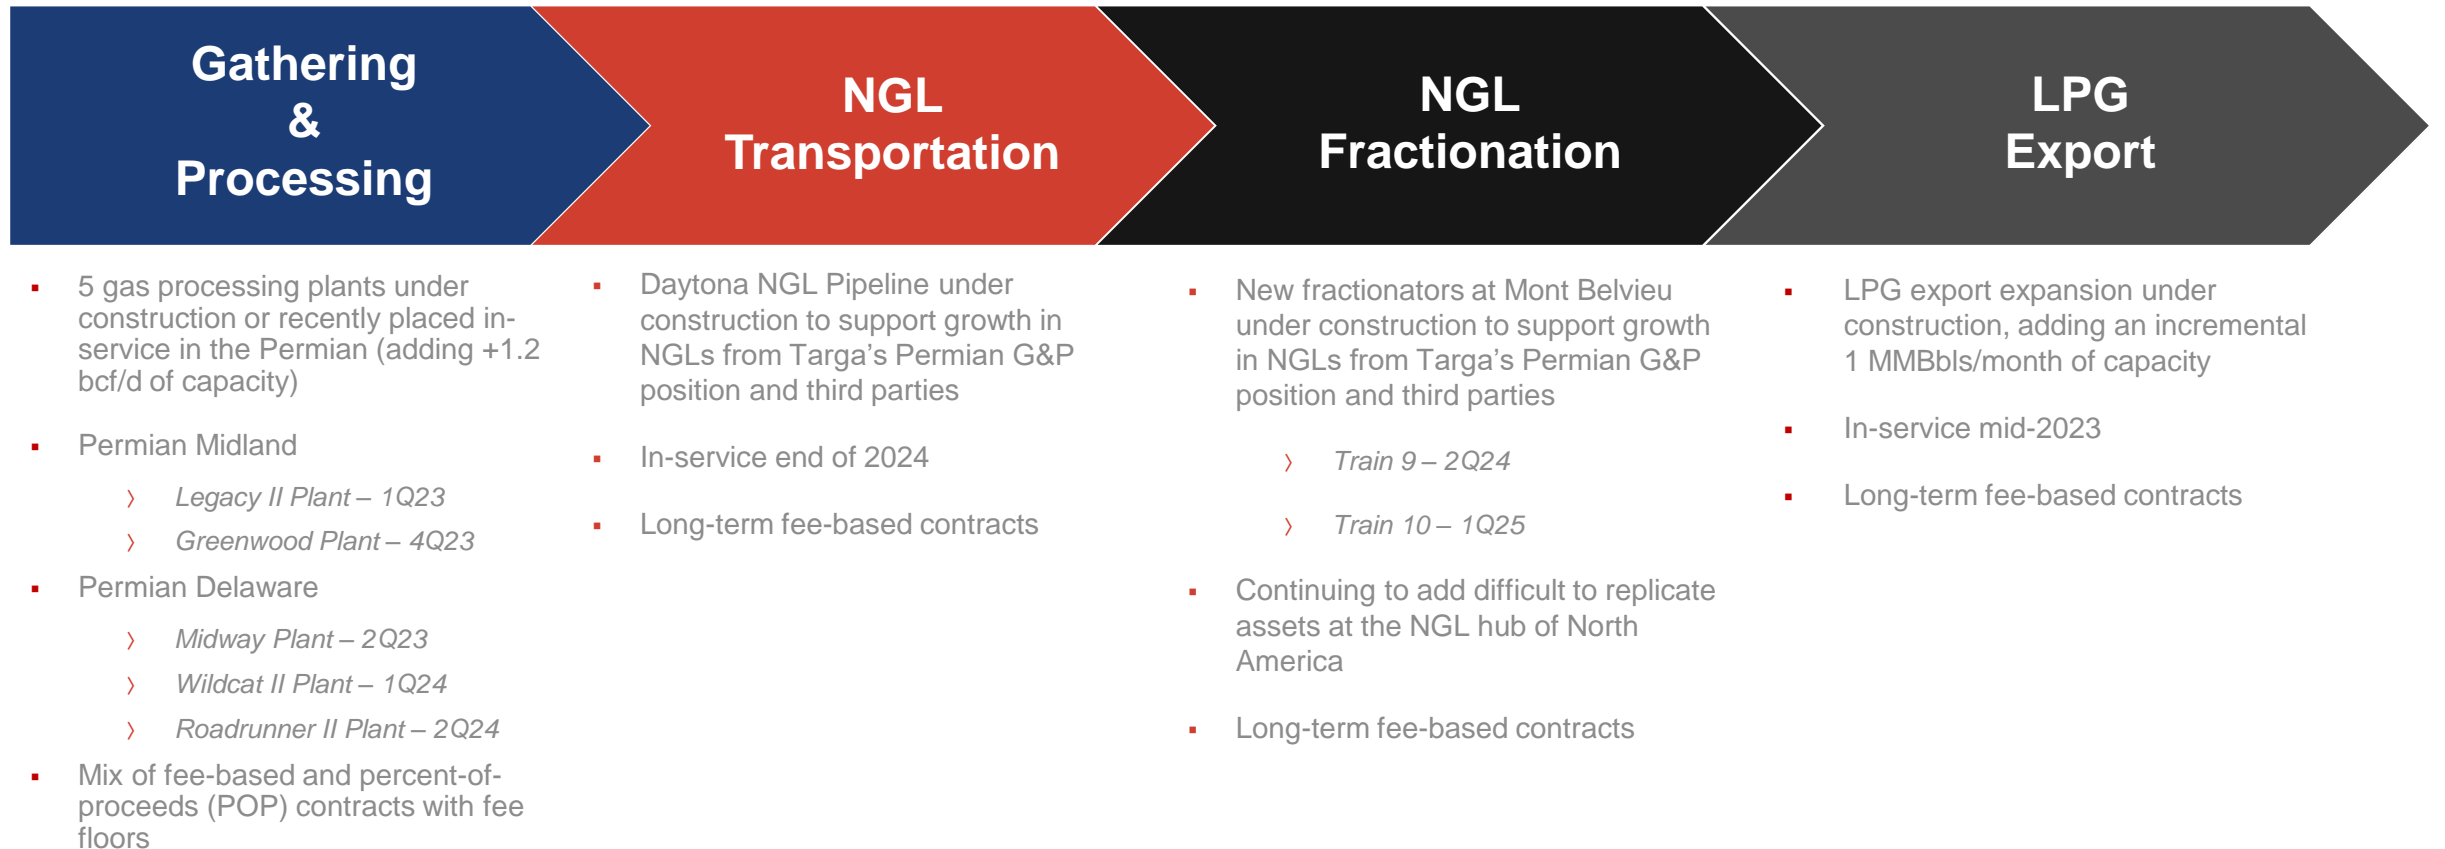 Gathering
&
Processing
NGL
Transportation
NGL
Fractionation
LPG
Export
▪ 5 gas processing plants under
construction or recently placed in-
service in the Permian (adding +1.2
bcf/d of capacity)
▪ Permian Midland
〉 Legacy II Plant – 1Q23
〉 Greenwood Plant – 4Q23
▪ Permian Delaware
〉 Midway Plant – 2Q23
〉 Wildcat II Plant – 1Q24
〉 Roadrunner II Plant – 2Q24
▪ Mix of fee-based and percent-of-
proceeds (POP) contracts with fee
floors
▪ Daytona NGL Pipeline under
construction to support growth in
NGLs from Targa’s Permian G&P
position and third parties
▪ In-service end of 2024
▪ Long-term fee-based contracts
▪ New fractionators at Mont Belvieu
under construction to support growth
in NGLs from Targa’s Permian G&P
position and third parties
〉 Train 9 – 2Q24
〉 Train 10 – 1Q25
▪ Continuing to add difficult to replicate
assets at the NGL hub of North
America
▪ Long-term fee-based contracts
▪ LPG export expansion under
construction, adding an incremental
1 MMBbls/month of capacity
▪ In-service mid-2023
▪ Long-term fee-based contracts